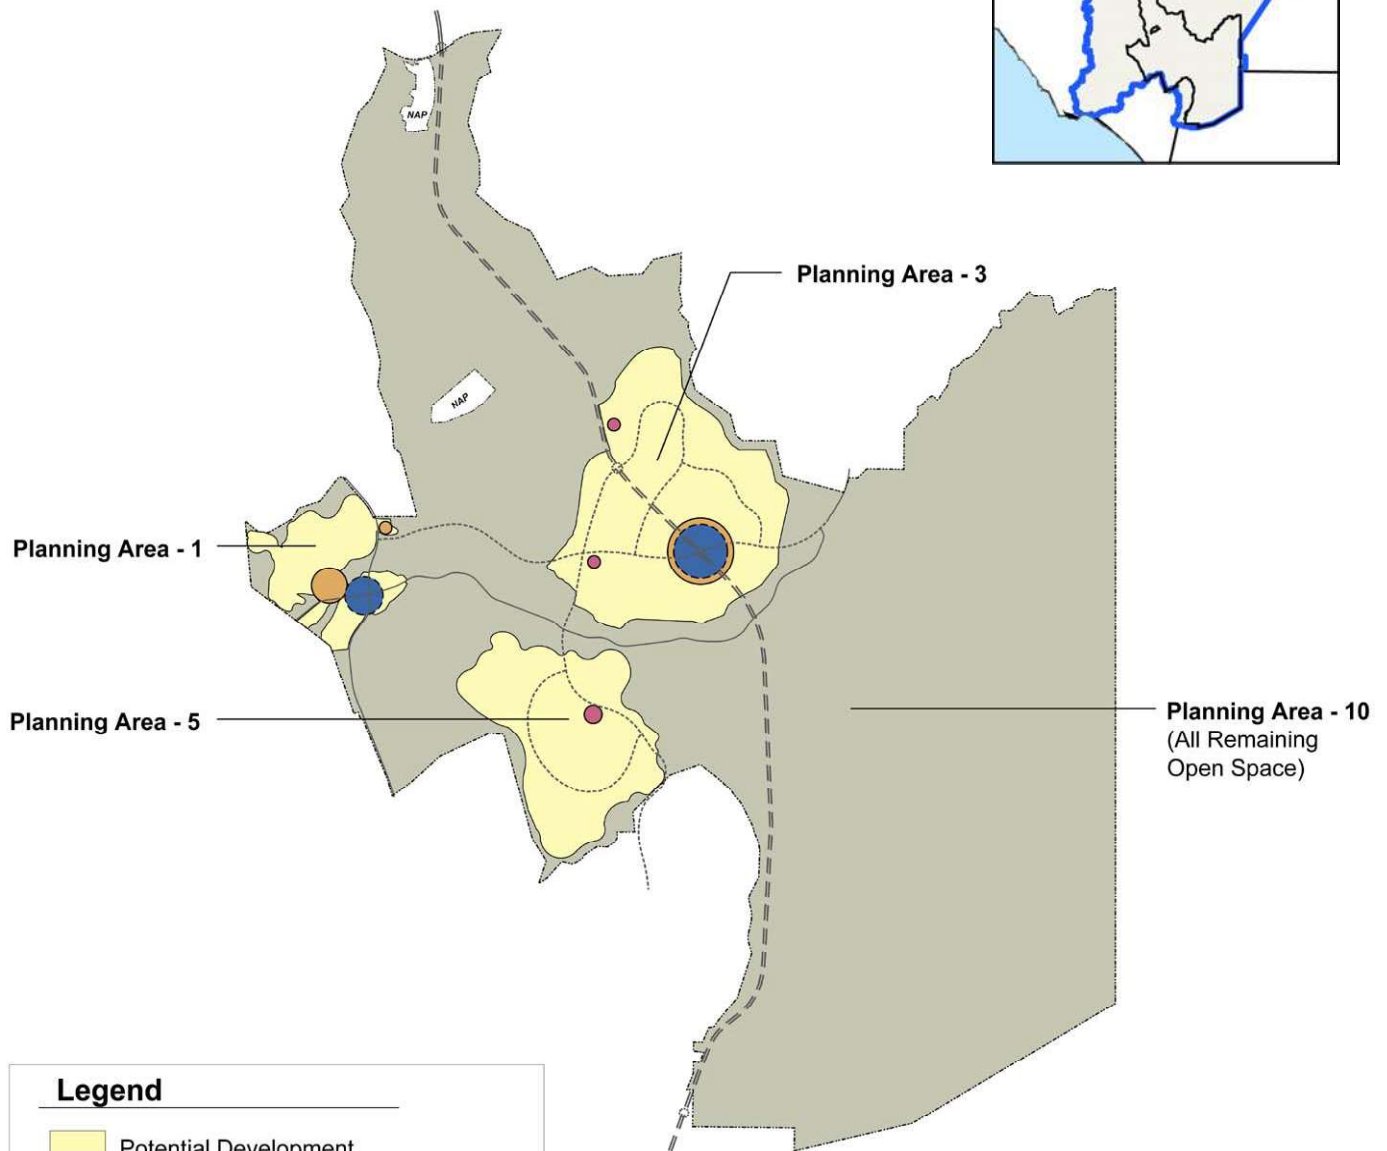 NAP
Planning Area - 3
NAP
Planning Area - 1
Planning Area - 5
Planning Area - 10
(All Remaining
Open Space)
Legend
Potential Development